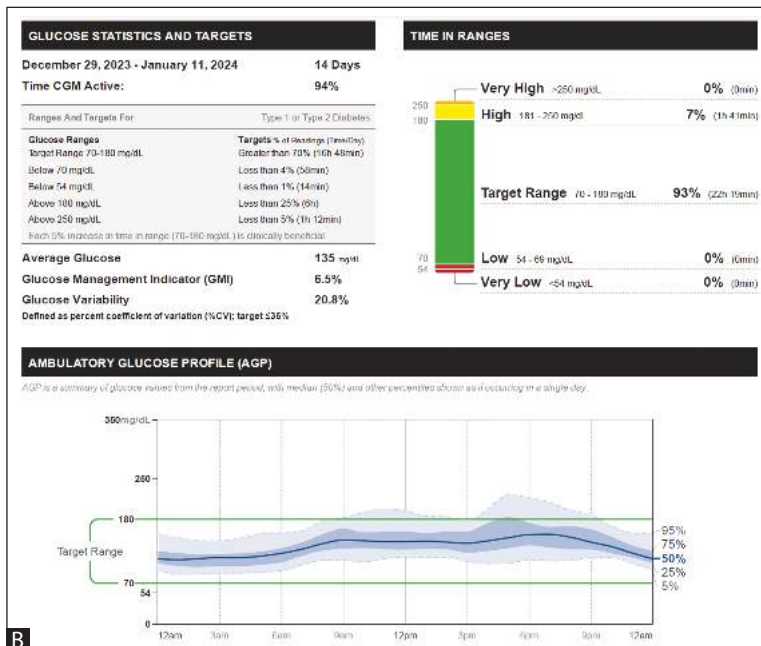 GLUCOSE STATISTICS AND TARGETS
December 29, 2023 - January 11, 2024 14 Days
Time CGM Active: 94%
Ranges And Targets For Type 1 or Type 2 Diabetes
Glucose Ranges Targets % of Readings (Time/Day)
Target Range 70-180 mg/dL Greater than 70% (16h 48min)
Below 70 mg/dL Less than 4% (58min)
Below 54 mg/dL Less than 1% (14min)
Above 180 mg/dL Less than 25% (6h)
Above 250 mg/dL Less than 5% (1h 12min)
Each 5% increase in time in range (70-180 mg/dL) is clinically beneficial
Average Glucose 135 mg/dL
Glucose Management Indicator (GMI) 6.5%
Glucose Variability 20.8%
Defined as percent coefficient of variation (%CV); target ≤36%
TIME IN RANGES
Very High >250 mg/dL 0% (0min)
250
High 181 - 250 mg/dL 7% (1h 41min)
180
Target Range 70 - 180 mg/dL 93% (22h 19min)
70
Low 54 - 69 mg/dL 0% (0min)
54
Very Low <54 mg/dL 0% (0min)
AMBULATORY GLUCOSE PROFILE (AGP)
AGP is a summary of glucose values from the report period, with median (50%) and other percentiles shown as if occurring in a single day.
350mg/dL
250
180
Target Range
70
54
0
95%
75%
50%
25%
5%
12am 3am 6am 9am 12pm 3pm 6pm 9pm 12am
B